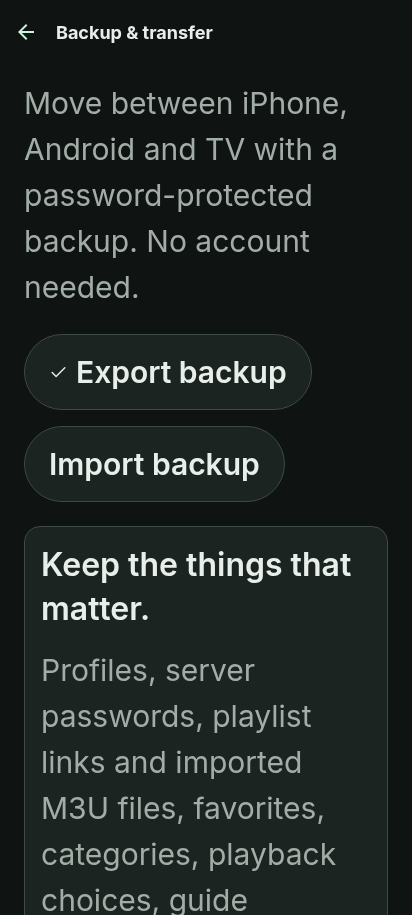 Backup & transfer
Move between iPhone,
Android and TV with a
password-protected
backup. No account
needed.
Export backup
Import backup
Keep the things that
matter.
Profiles, server
passwords, playlist
links and imported
M3U files, favorites,
categories, playback
choices, guide